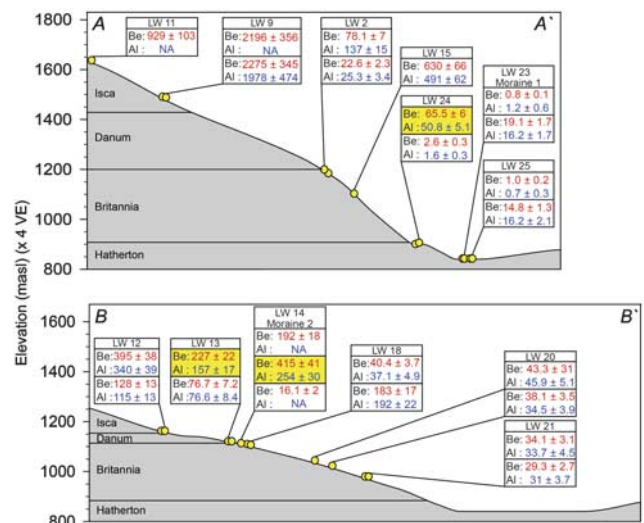 A
A`
LW 11
Be: 929 ± 103
Al : NA
LW 9
Be: 2196 ± 356
Al : NA
Be: 2275 ± 345
Al : 1978 ± 474
LW 2
Be: 78.1 ± 7
Al : 137 ± 15
Be: 22.6 ± 2.3
Al : 25.3 ± 3.4
LW 15
Be: 630 ± 66
Al : 491 ± 62
LW 24
Be: 65.5 ± 6
Al : 50.8 ± 5.1
Be: 2.6 ± 0.3
Al : 1.6 ± 0.3
LW 23
Moraine 1
Be: 0.8 ± 0.1
Al : 1.2 ± 0.6
Be: 19.1 ± 1.7
Al : 16.2 ± 1.7
LW 25
Be: 1.0 ± 0.2
Al : 0.7 ± 0.3
Be: 14.8 ± 1.3
Al : 16.2 ± 2.1
1800
1600
1400
1200
1000
800
Isca
Danum
Britannia
Hatherton
Elevation (masl) (x 4 VE)
B
B`
LW 12
Be: 395 ± 38
Al : 340 ± 39
Be: 128 ± 13
Al : 115 ± 13
LW 13
Be: 227 ± 22
Al : 157 ± 17
Be: 76.7 ± 7.2
Al : 76.6 ± 8.4
LW 14
Moraine 2
Be: 192 ± 18
Al : NA
Be: 415 ± 41
Al : 254 ± 30
Be: 16.1 ± 2
Al : NA
LW 18
Be: 40.4 ± 3.7
Al : 37.1 ± 4.9
Be: 183 ± 17
Al : 192 ± 22
LW 20
Be: 43.3 ± 31
Al : 45.9 ± 5.1
Be: 38.1 ± 3.5
Al : 34.5 ± 3.9
LW 21
Be: 34.1 ± 3.1
Al : 33.7 ± 4.5
Be: 29.3 ± 2.7
Al : 31 ± 3.7
1600
1400
1200
1000
800
Isca
Danum
Britannia
Hatherton